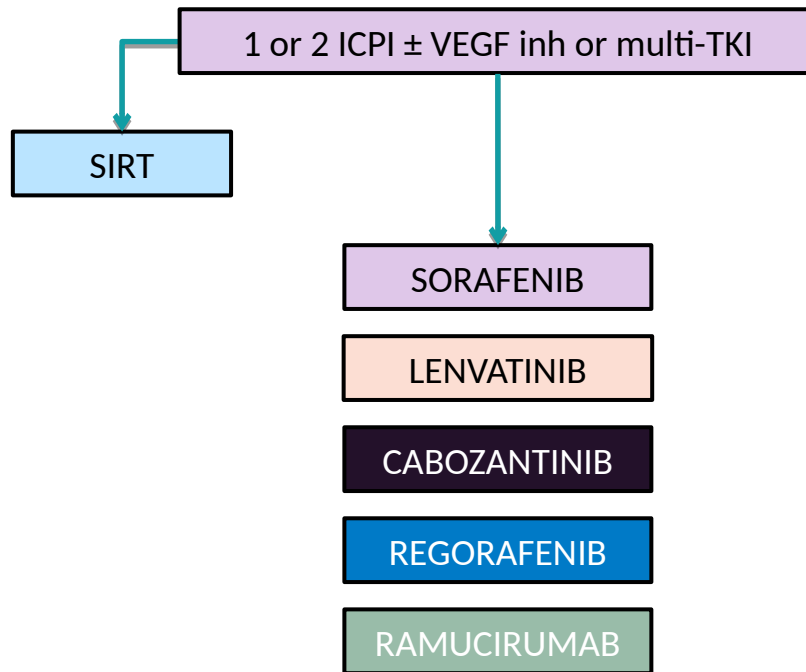 1 or 2 ICPI ± VEGF inh or multi-TKI
SIRT
SORAFENIB
LENVATINIB
CABOZANTINIB
REGORAFENIB
RAMUCIRUMAB